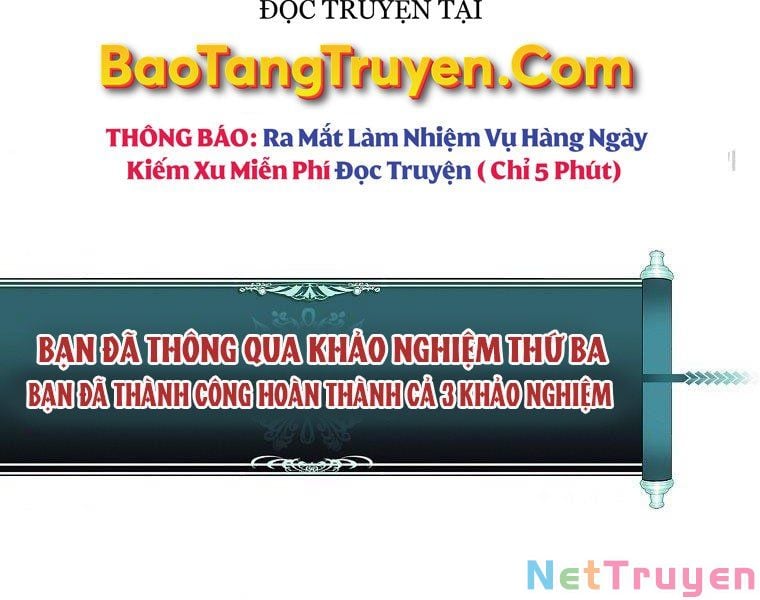 ĐỌC TRUYỆN TẠI
BaoTangTruyen.Com
THÔNG BÁO: Ra Mắt Làm Nhiệm Vụ Hàng Ngày
Kiếm Xu Miễn Phí Đọc Truyện ( Chỉ 5 Phút)
BẠN ĐÃ THÔNG QUA KHẢO NGHIỆM THỨ BA
BẠN ĐÃ THÀNH CÔNG HOÀN THÀNH CẢ 3 KHẢO NGHIỆM
NetTruyen